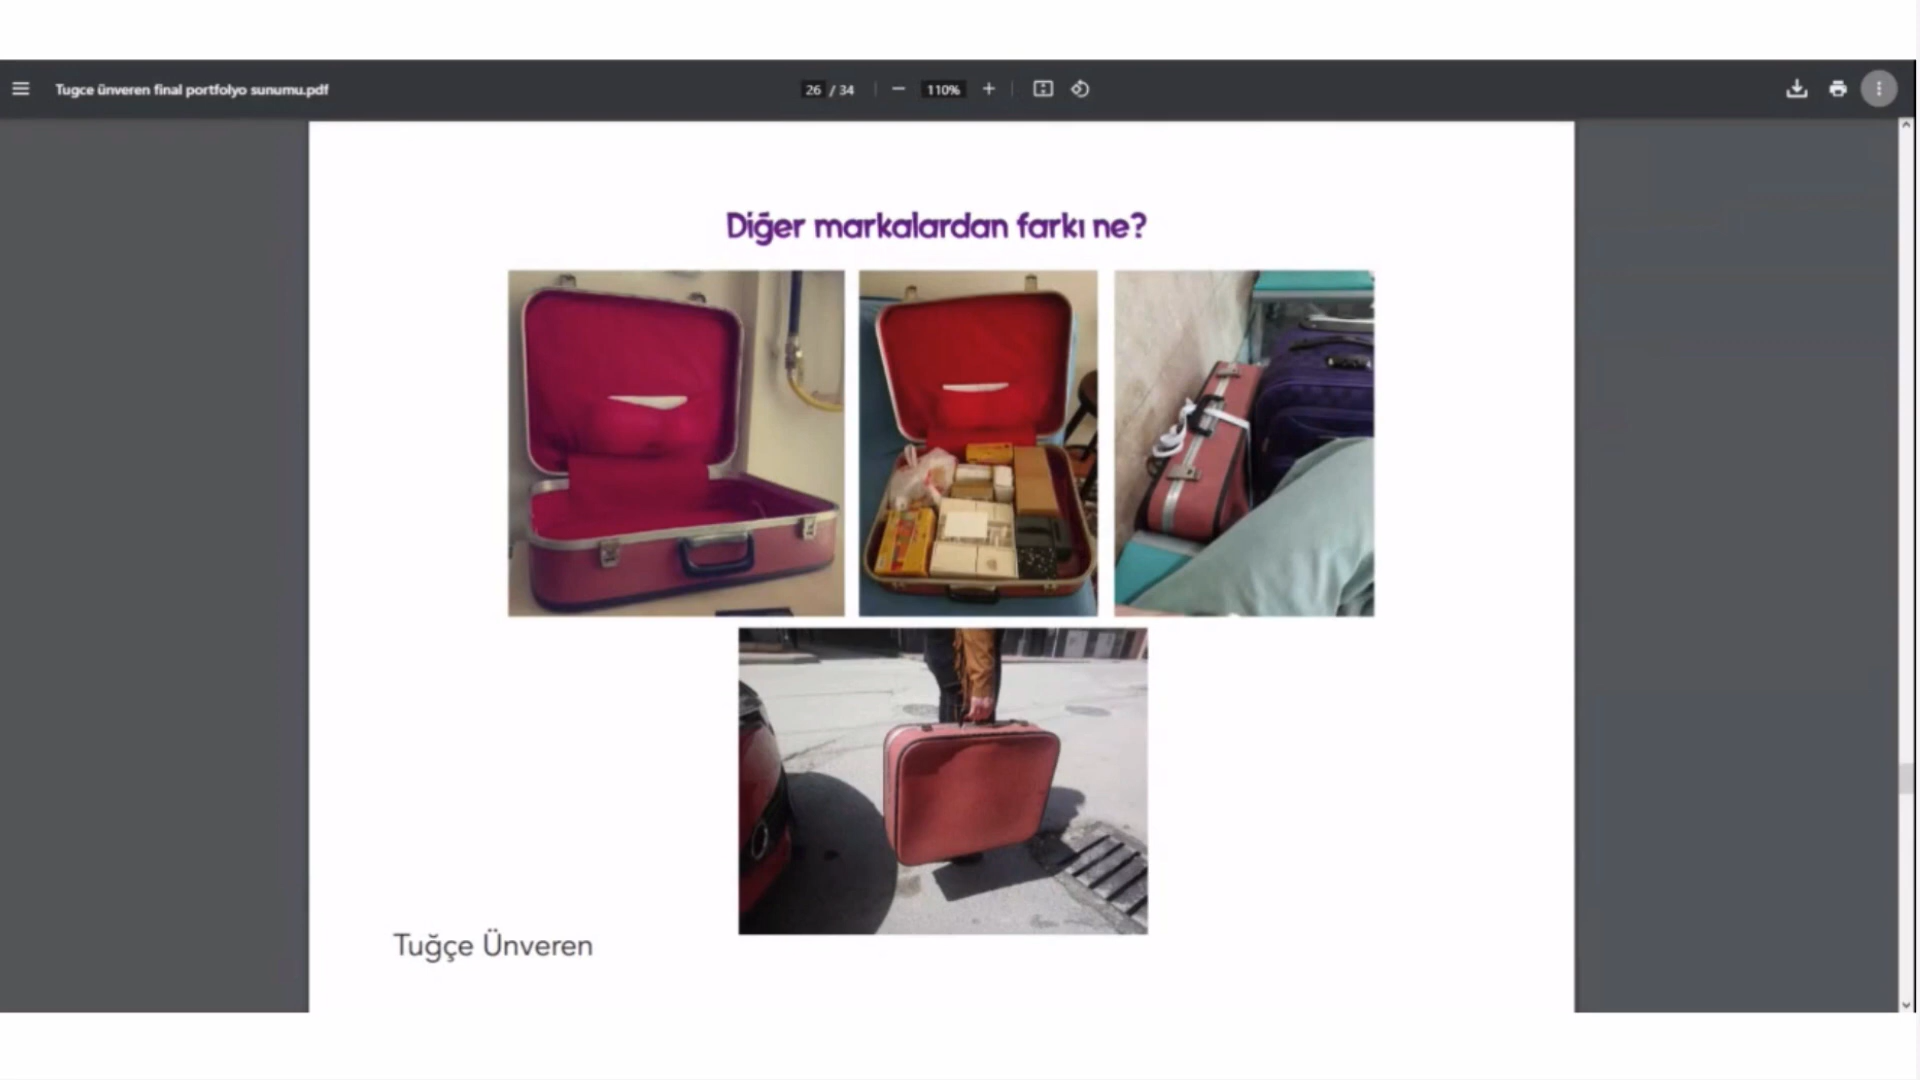 Tugce ünveren final portfolyo sunumu.pdf
26 / 34
110%
Diğer markalardan farkı ne?
Tuğçe Ünveren